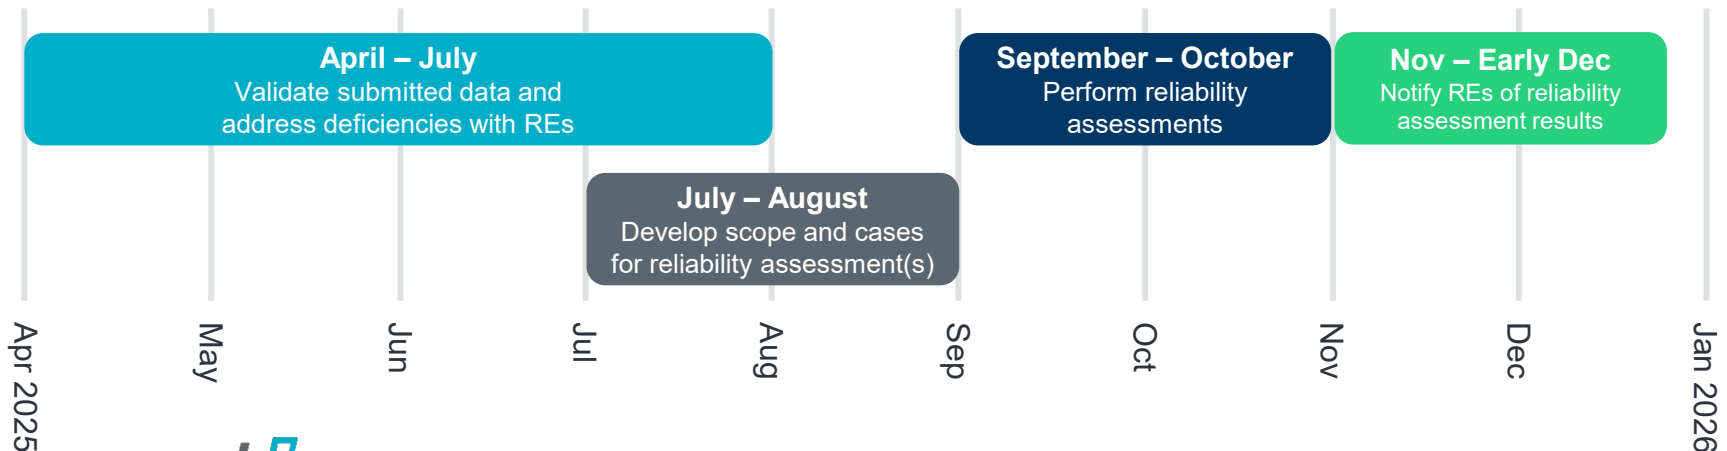 April – July
Validate submitted data and
address deficiencies with REs
September – October
Perform reliability
assessments
Nov – Early Dec
Notify REs of reliability
assessment results
July – August
Develop scope and cases
for reliability assessment(s)
Apr 2025
May
Jun
Jul
Aug
Sep
Oct
Nov
Dec
Jan 2026